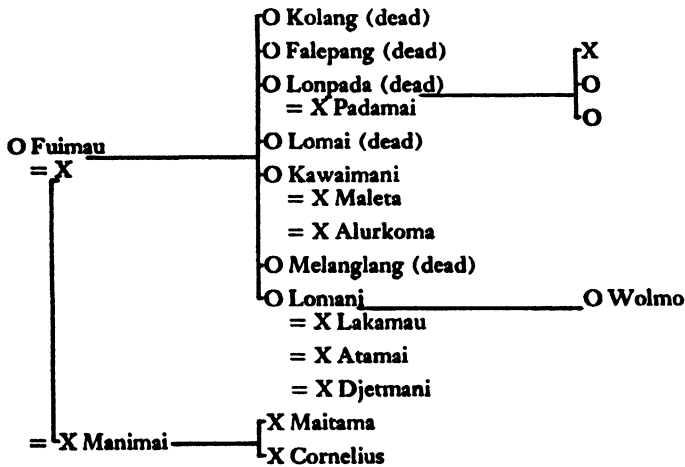 O Kolang (dead)
O Falepang (dead)
O Lonpada (dead)
= X Padamai
X
O
O
O Fuimau
= X
O Lomai (dead)
O Kawaimani
= X Maleta
= X Alurkoma
O Melanglang (dead)
O Lomani
O Wolmo
= X Lakamau
= X Atamai
= X Djetmani
= X Manimai
X Maitama
X Cornelius